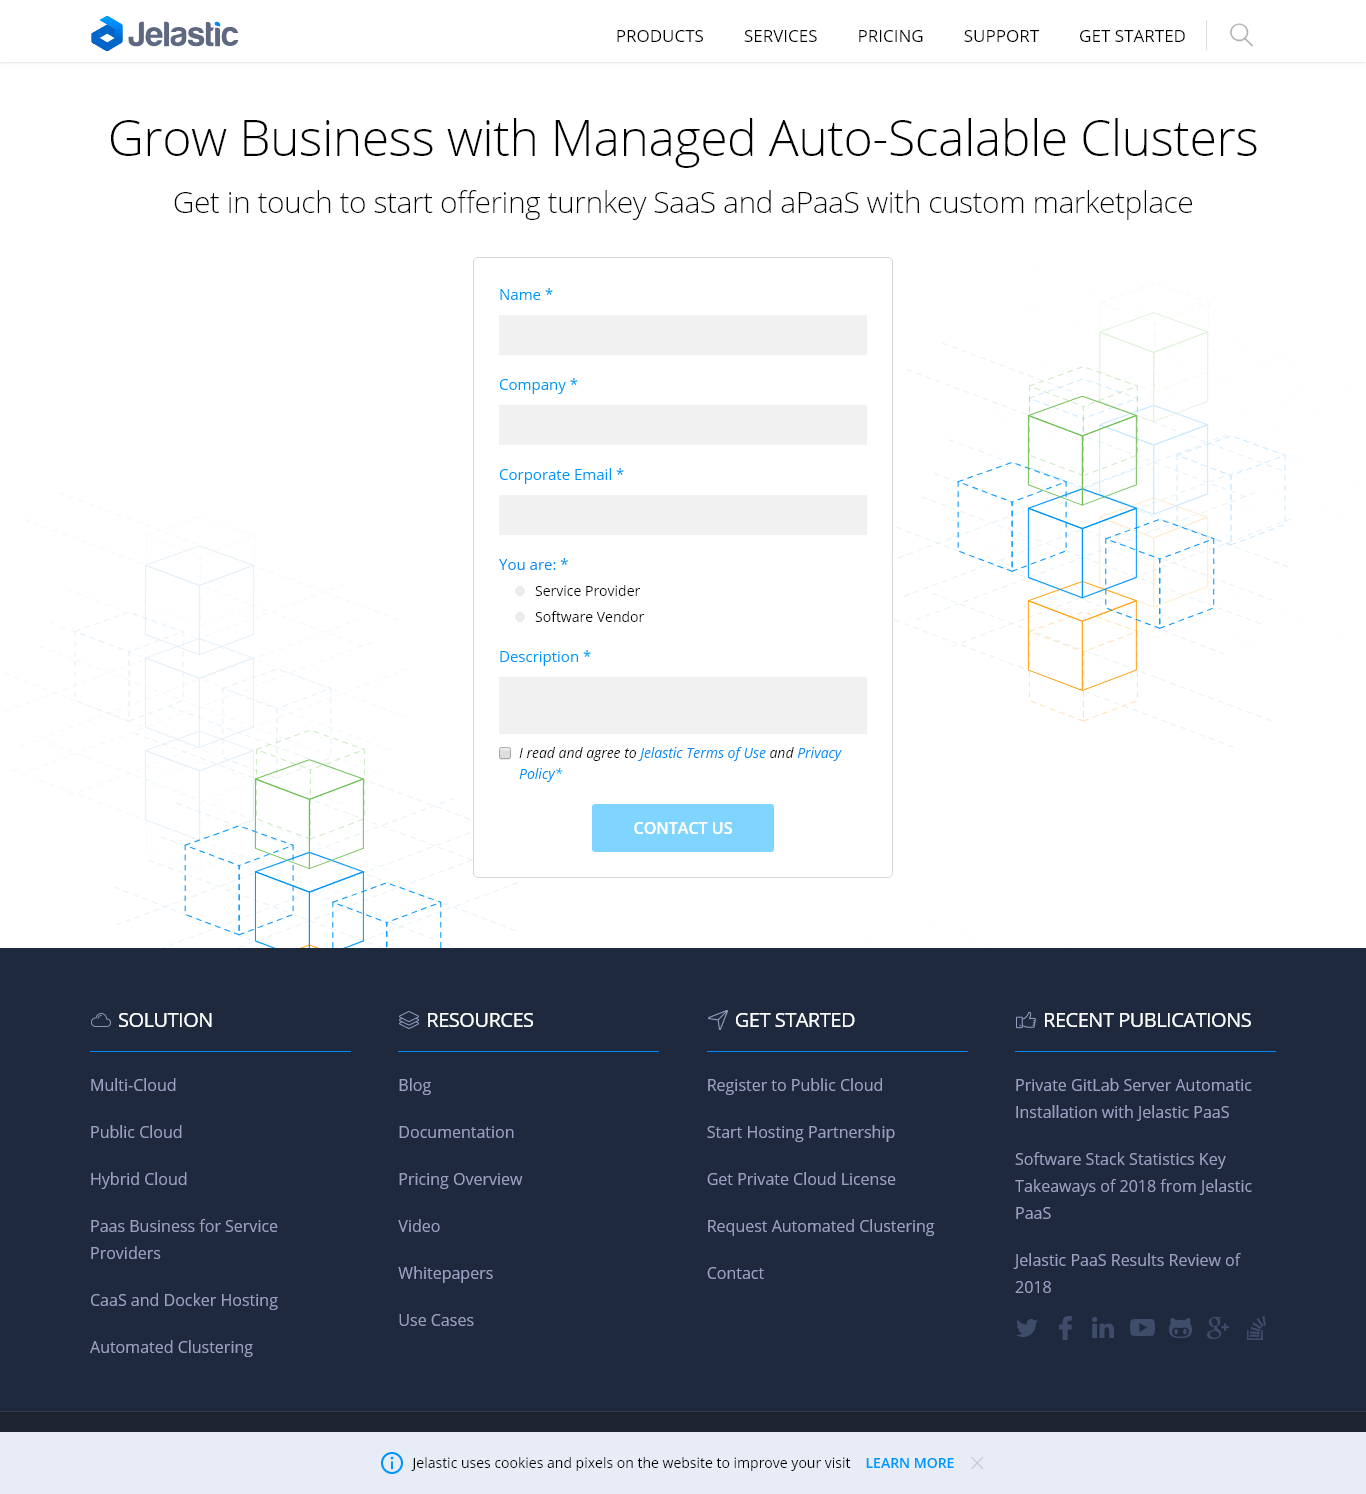 Jelastic
PRODUCTS SERVICES PRICING SUPPORT GET STARTED
Grow Business with Managed Auto-Scalable Clusters
Get in touch to start offering turnkey SaaS and aPaaS with custom marketplace
Name *
Company *
Corporate Email *
You are: *
Service Provider
Software Vendor
Description *
I read and agree to Jelastic Terms of Use and Privacy
Policy*
CONTACT US
SOLUTION
Multi-Cloud
Public Cloud
Hybrid Cloud
Paas Business for Service
Providers
CaaS and Docker Hosting
Automated Clustering
RESOURCES
Blog
Documentation
Pricing Overview
Video
Whitepapers
Use Cases
GET STARTED
Register to Public Cloud
Start Hosting Partnership
Get Private Cloud License
Request Automated Clustering
Contact
RECENT PUBLICATIONS
Private GitLab Server Automatic
Installation with Jelastic PaaS
Software Stack Statistics Key
Takeaways of 2018 from Jelastic
PaaS
Jelastic PaaS Results Review of
2018
Jelastic uses cookies and pixels on the website to improve your visit LEARN MORE